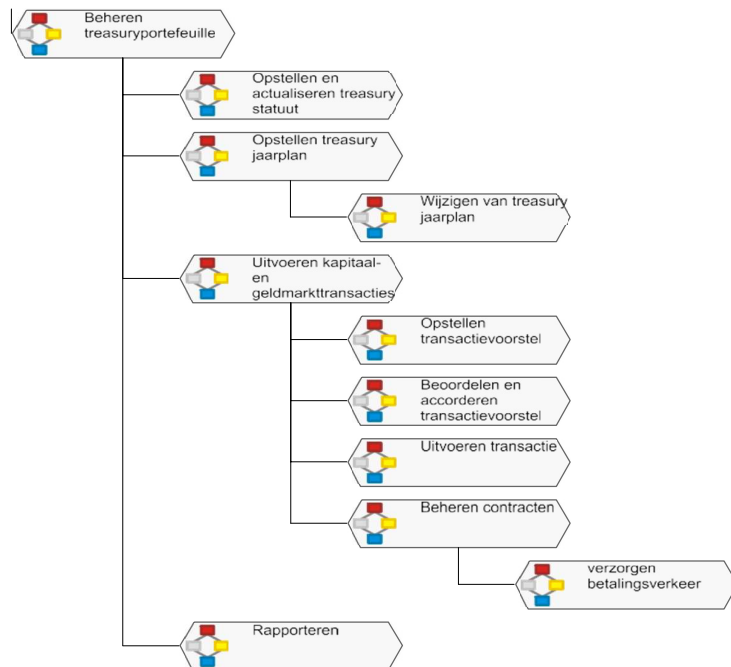 Beheren
treasuryportefeuille
Opstellen en
actualiseren treasury
statuut
Opstellen treasury
jaarplan
Wijzigen van treasury
jaarplan
Uitvoeren kapitaal-
en
geldmarkttransacties
Opstellen
transactievoorstel
Beoordelen en
accorderen
transactievoorstel
Uitvoeren transactie
Beheren contracten
verzorgen
betalingsverkeer
Rapporteren